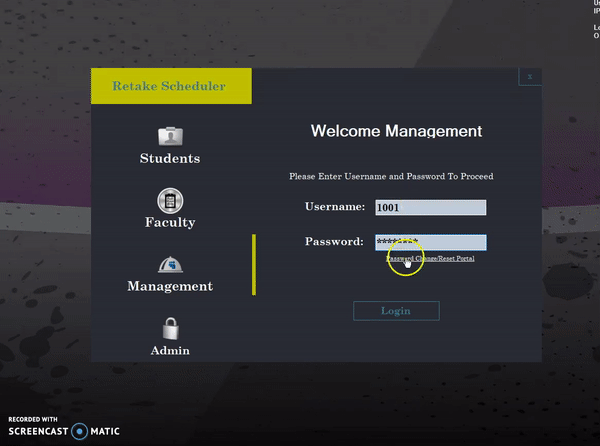 IP
O
Retake Scheduler
x
Welcome Management
Students
Please Enter Username and Password To Proceed
Username:
1001
Faculty
Password:
********
Password Change/Reset Portal
Management
Login
Admin
RECORDED WITH
SCREENCAST MATIC